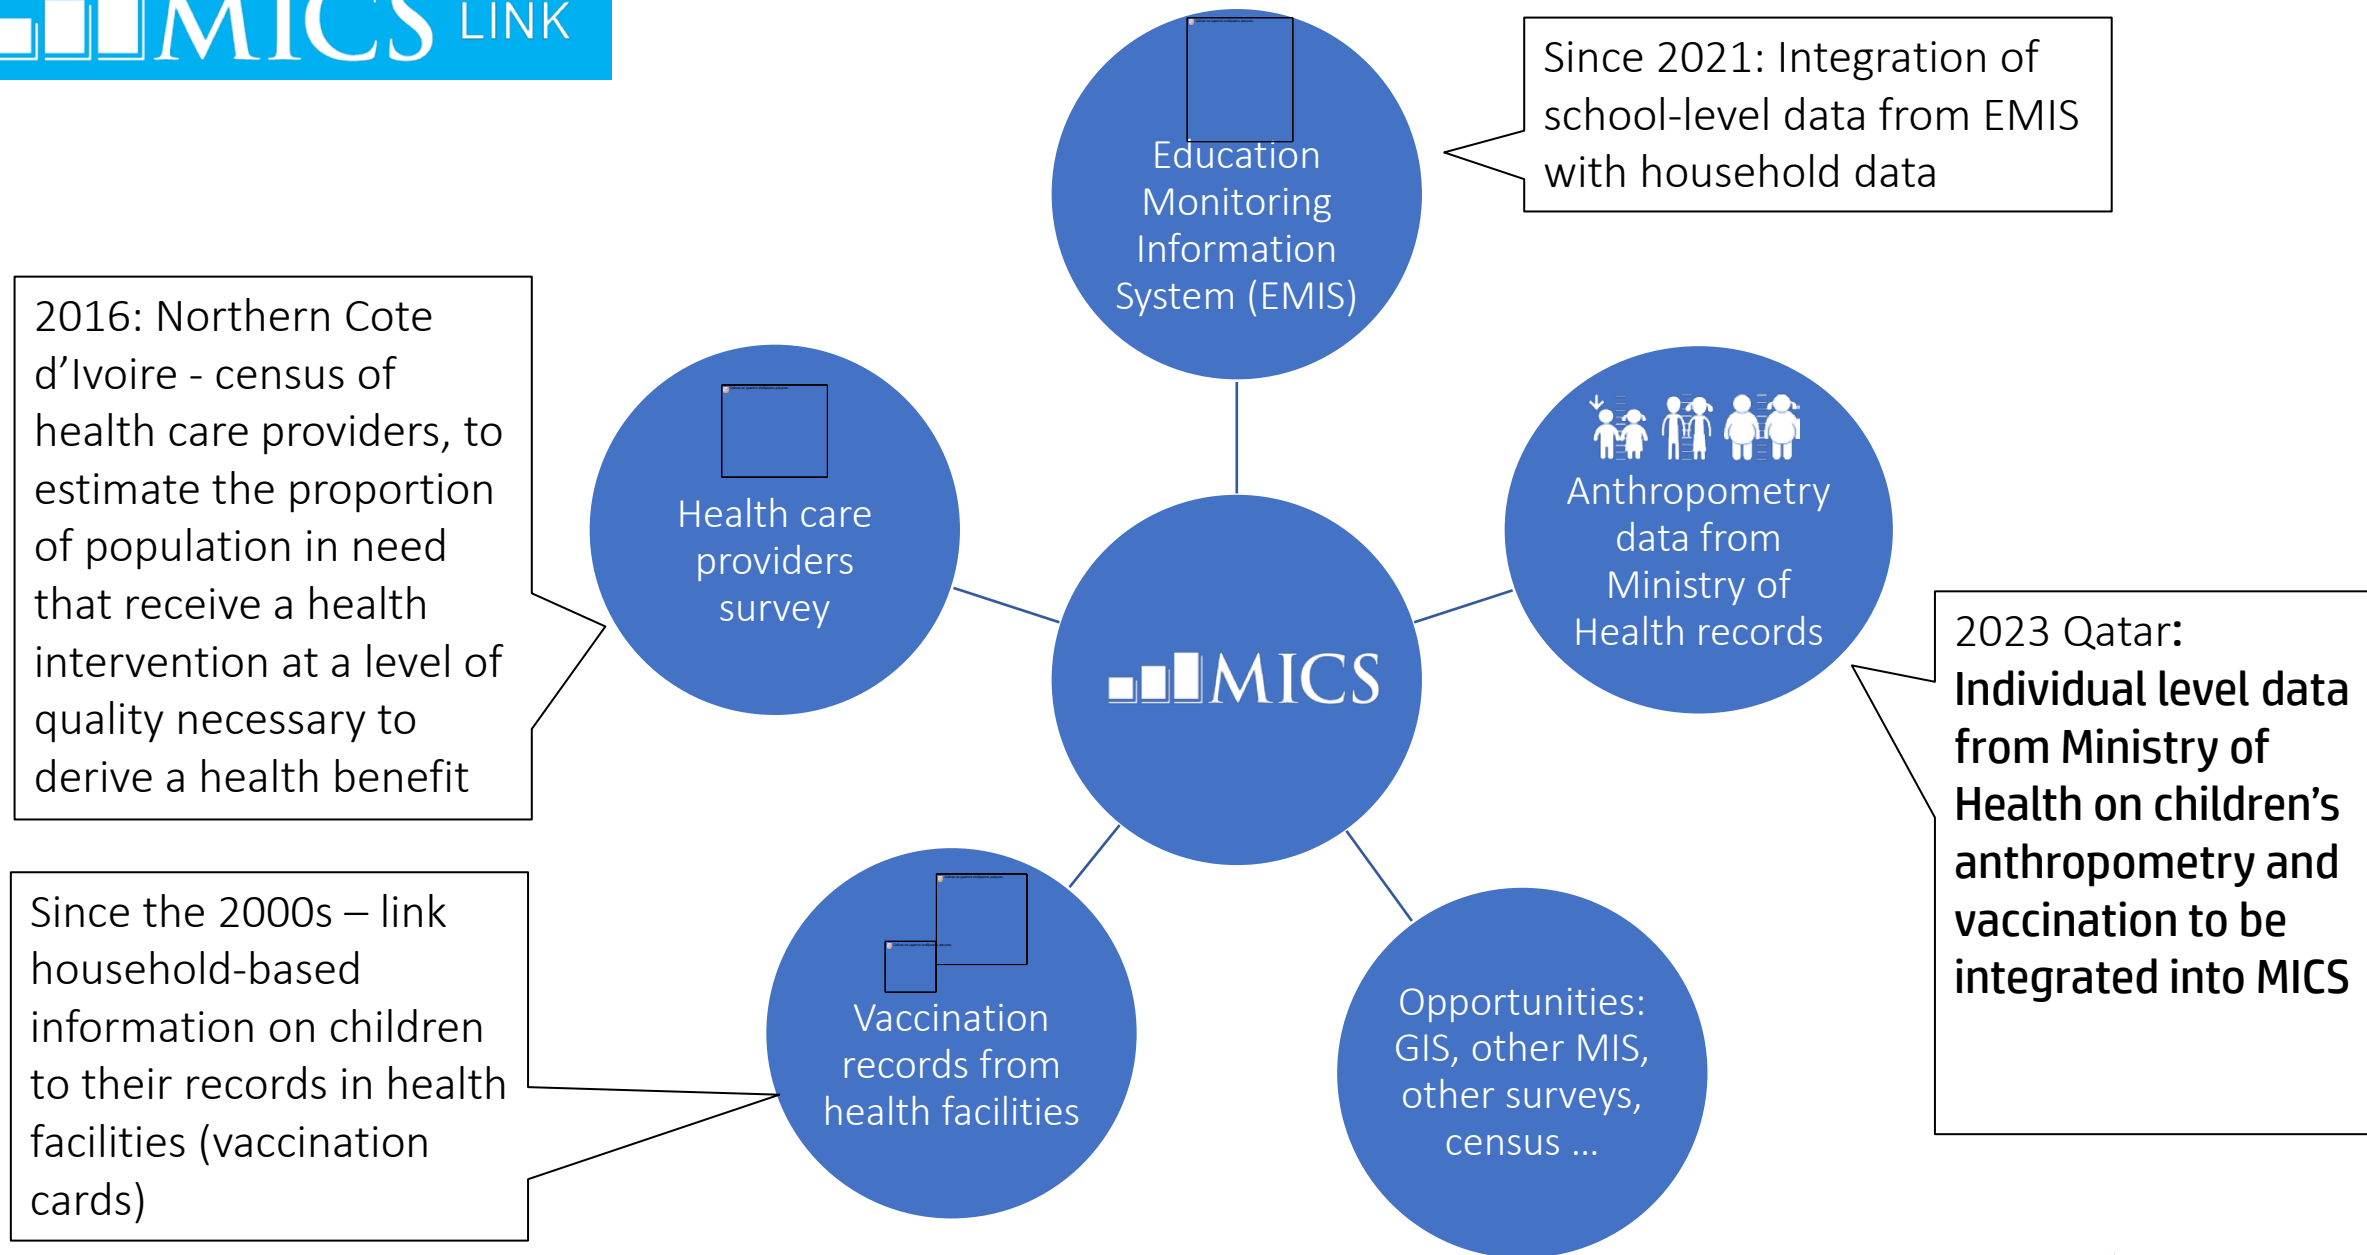 MICS LINK
Education
Monitoring
Information
System (EMIS)
Since 2021: Integration of
school-level data from EMIS
with household data
2016: Northern Cote
d’Ivoire - census of
health care providers, to
estimate the proportion
of population in need
that receive a health
intervention at a level of
quality necessary to
derive a health benefit
Health care
providers
survey
Anthropometry
data from
Ministry of
Health records
2023 Qatar:
Individual level data
from Ministry of
Health on children’s
anthropometry and
vaccination to be
integrated into MICS
MICS
Since the 2000s – link
household-based
information on children
to their records in health
facilities (vaccination
cards)
Vaccination
records from
health facilities
Opportunities:
GIS, other MIS,
other surveys,
census ...